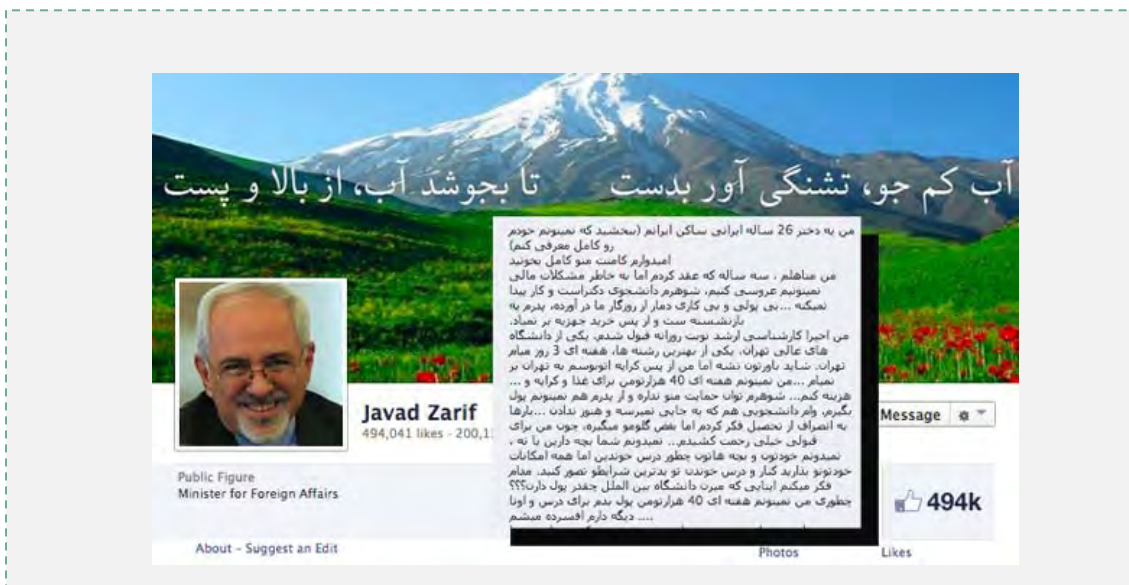 آب کم جو، تشنگی آور بدست تا بجوشد آب، از بالا و پست
من یه دختر 26 ساله ایرانی ساکن ایرانم (ببخشید که نمیتونم خودم
رو کامل معرفی کنم)
امیدوارم کامنت منو کامل بخونید
من متاهلم ، سه ساله که عقد کردم اما به خاطر مشکلات مالی
نمیتونیم عروسی کنیم، شوهرم دانشجوی دکتراست و کار پیدا
نمیکنه ...بی پولی و بی کاری دمار از روزگار ما در آورده، پدرم یه
بازنشسته ست و از پس خرید جهزیه بر نمیاد.
من اخیرا کارشناسی ارشد نوبت روزانه قبول شدم، یکی از دانشگاه
های عالی تهران. یکی از بهترین رشته ها، هفته ای 3 روز میام
تهران. شاید باورتون نشه اما من از پس کرایه اتوبوسم به تهران بر
نمیام ...من نمیتونم هفته ای 40 هزارتومن برای غذا و کرایه و ...
هزینه کنم... شوهرم توان حمایت منو نداره و از پدرم هم نمیتونم پول
بگیرم. وام دانشجویی هم که به جایی نمیرسه و هنوز ندادن ...بارها
به انصراف از تحصیل فکر کردم اما بغض گلومو میگیره، چون من برای
قبولی خیلی زحمت کشیدم... نمیدونم شما بچه دارین یا نه ،
نمیدونم خودتون و بچه هاتون چطور درس خوندین اما همه امکانات
خودتونو بذارید کنار و درس خوندن تو بدترین شرایطو تصور کنید. مدام
فکر میکنم اینایی که میرن دانشگاه بین الملل چقدر پول دارن؟؟؟
چطوری من نمیتونم هفته ای 40 هزارتومن پول بدم برای درس و اونا
.... دیگه دارم افسرده میشم
Javad Zarif
494,041 likes - 200,1
Message
Public Figure
Minister for Foreign Affairs
494k
About - Suggest an Edit
Photos
Likes